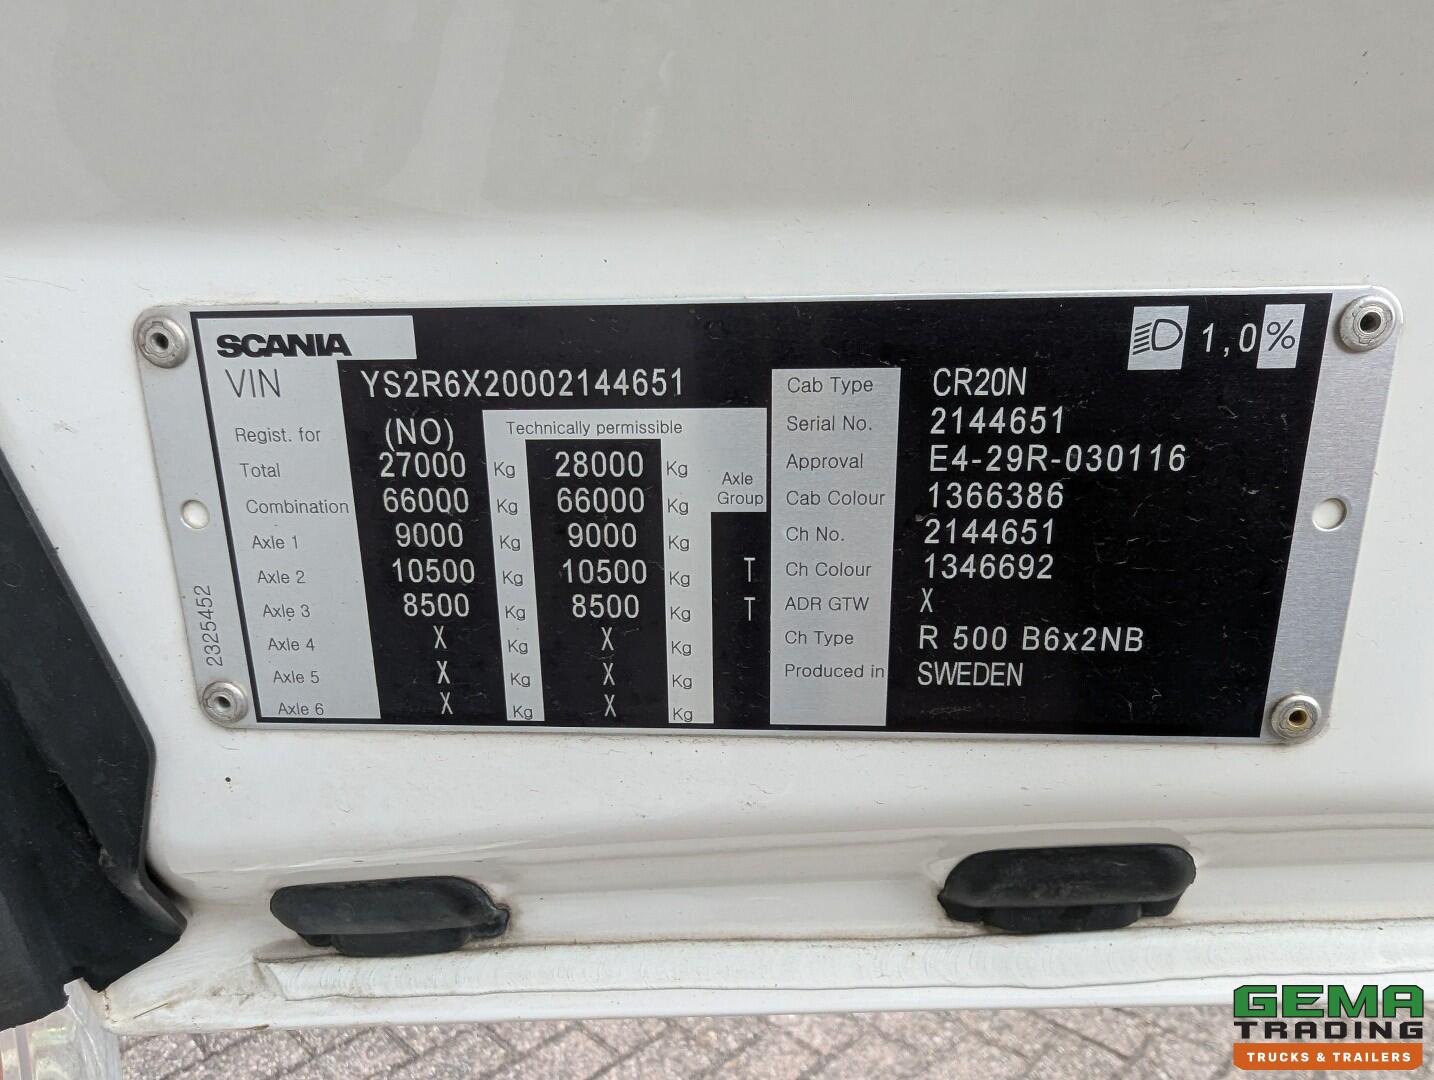 SCANIA
1,0%
VIN YS2R6X20002144651
Regist. for (NO) Technically permissible
Total 27000 Kg 28000 Kg
Axle Group
Combination 66000 Kg 66000 Kg
Axle 1 9000 Kg 9000 Kg
Axle 2 10500 Kg 10500 Kg T
Axle 3 8500 Kg 8500 Kg T
Axle 4 X Kg X Kg
Axle 5 X Kg X Kg
Axle 6 X Kg X Kg
Cab Type CR20N
Serial No. 2144651
Approval E4-29R-030116
Cab Colour 1366386
Ch No. 2144651
Ch Colour 1346692
ADR GTW X
Ch Type R 500 B6x2NB
Produced in SWEDEN
2325452
GEMA
TRADING
TRUCKS & TRAILERS